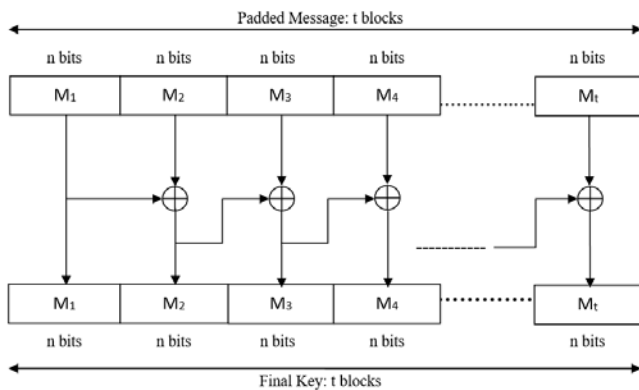 Padded Message: t blocks
n bits n bits n bits n bits n bits
M1 M2 M3 M4 Mt
M1 M2 M3 M4 Mt
n bits n bits n bits n bits n bits
Final Key: t blocks